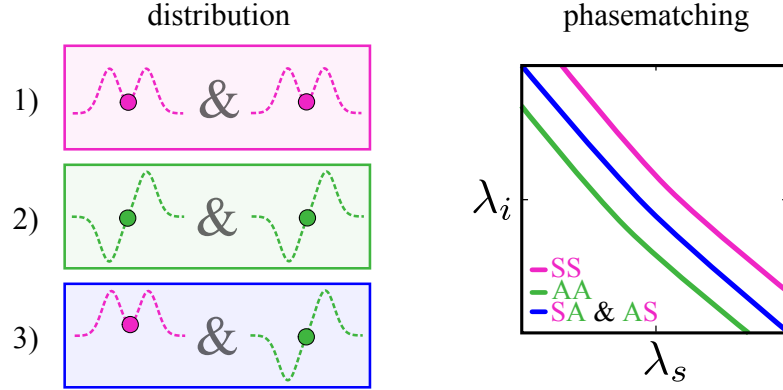 distribution
phasematching
1)
&
2)
&
3)
&
λi
SS
AA
SA & AS
λs